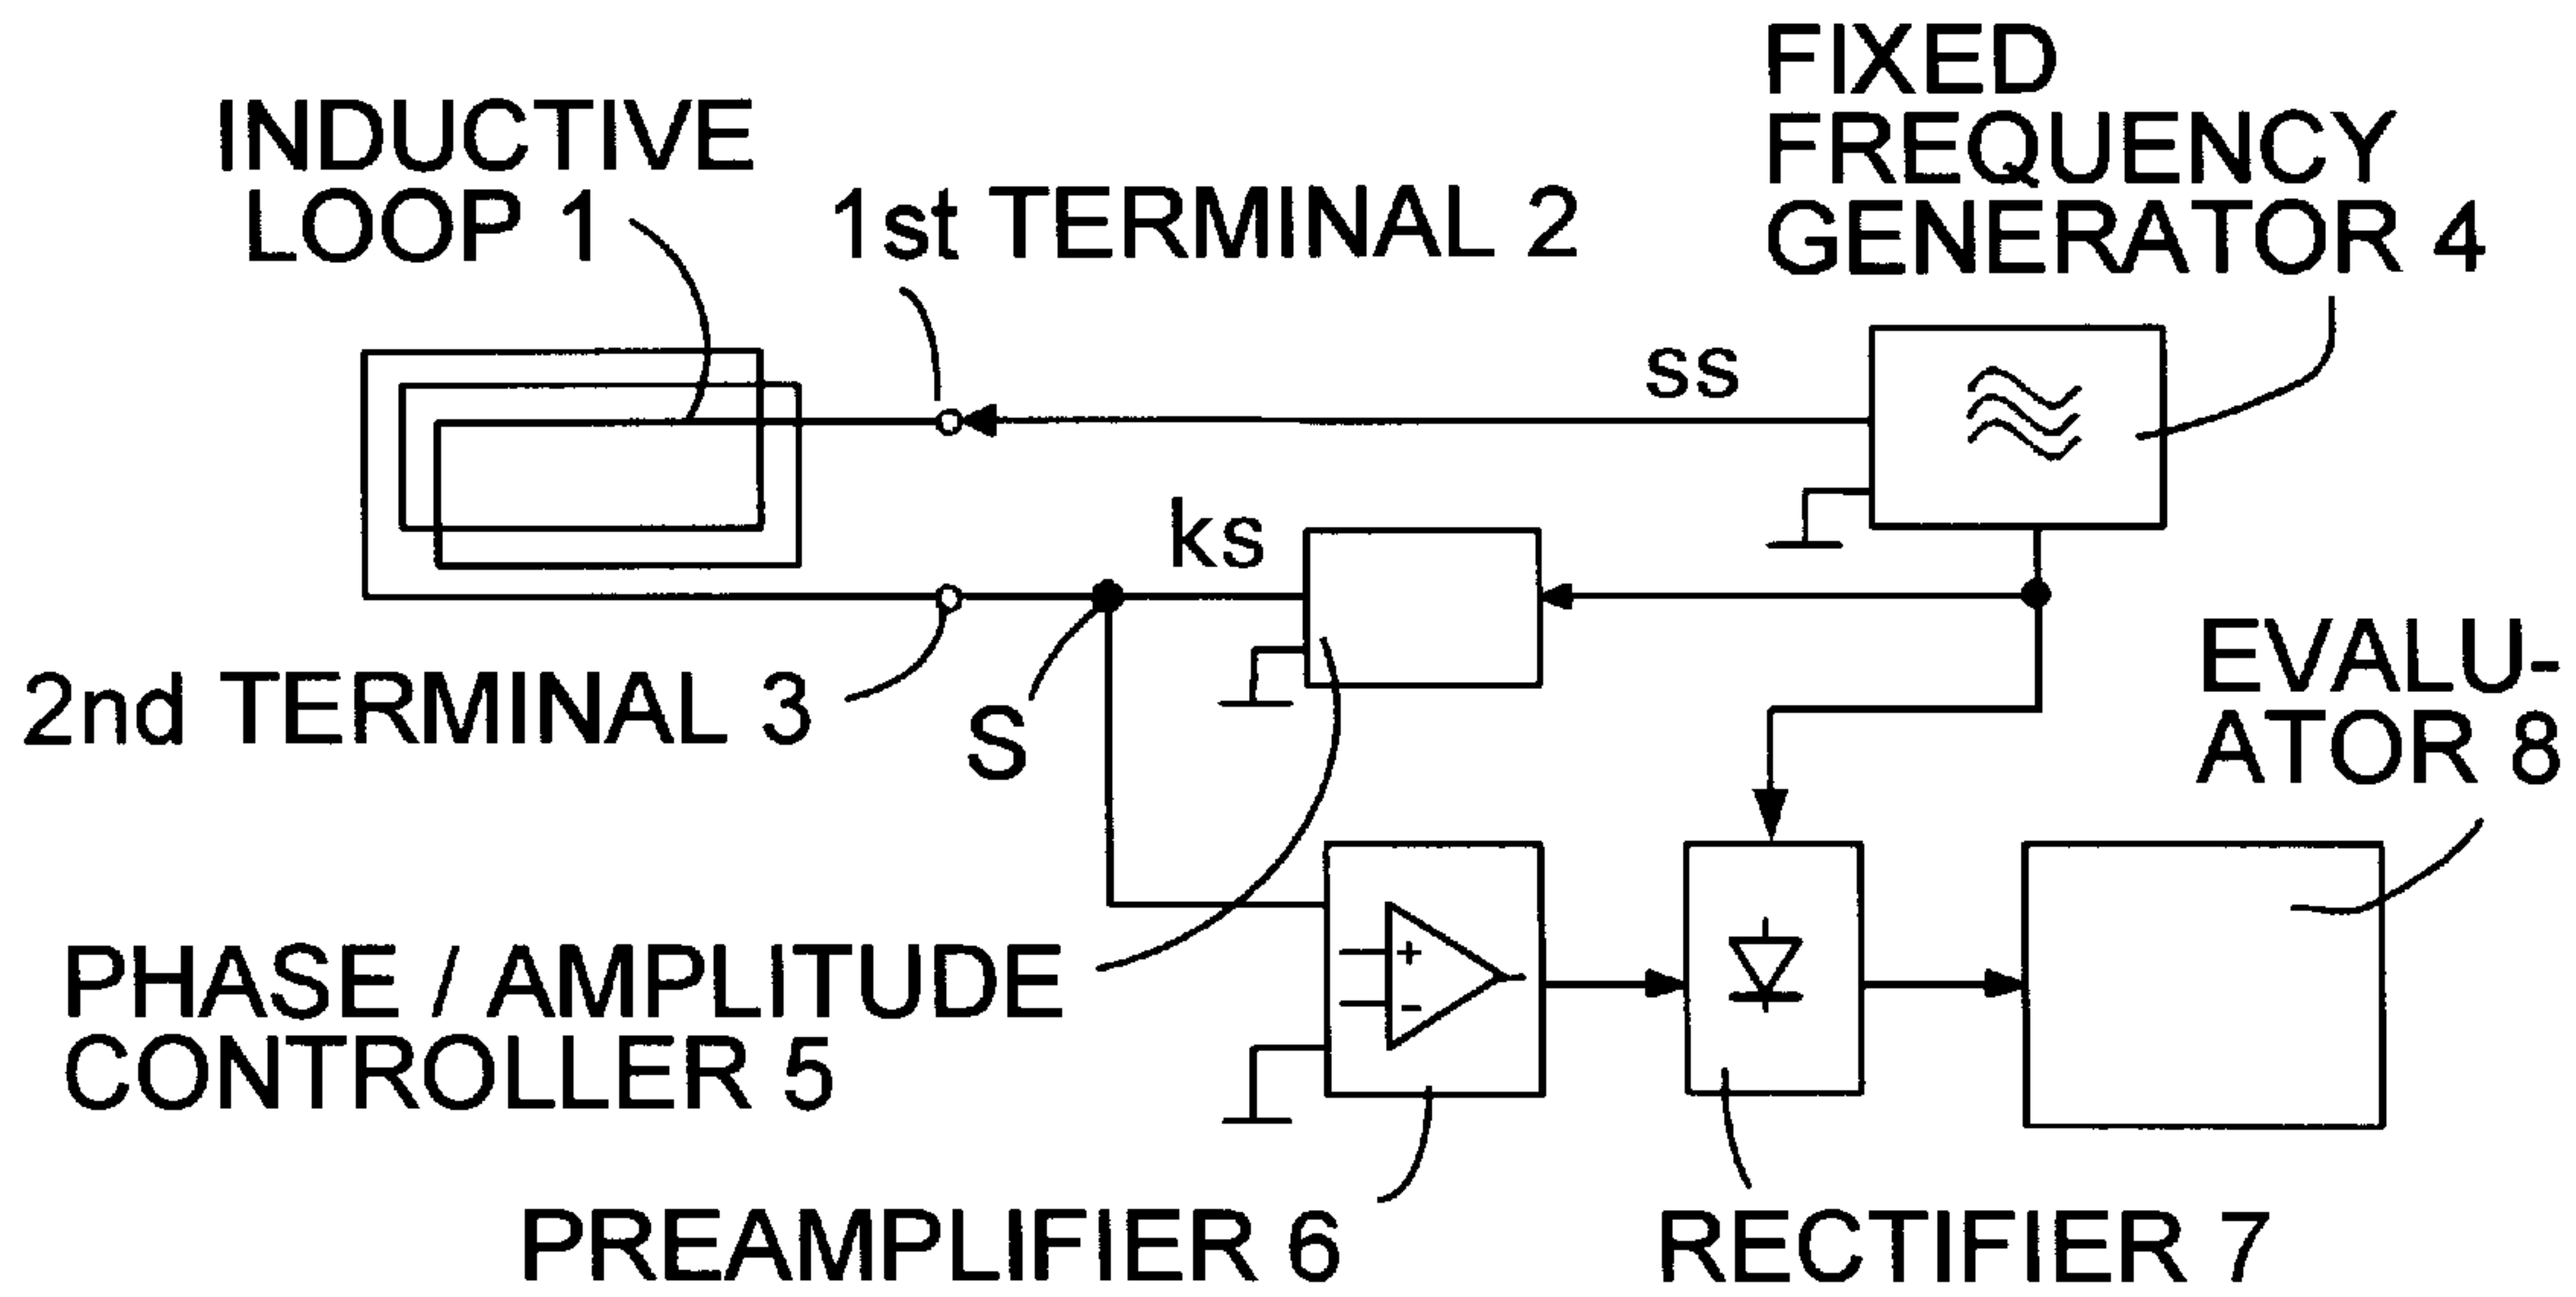 FIXED
FREQUENCY
GENERATOR 4
INDUCTIVE
LOOP 1
1st TERMINAL 2
ss
ks
2nd TERMINAL 3
S
EVALU-
ATOR 8
PHASE / AMPLITUDE
CONTROLLER 5
+
-
PREAMPLIFIER 6
RECTIFIER 7